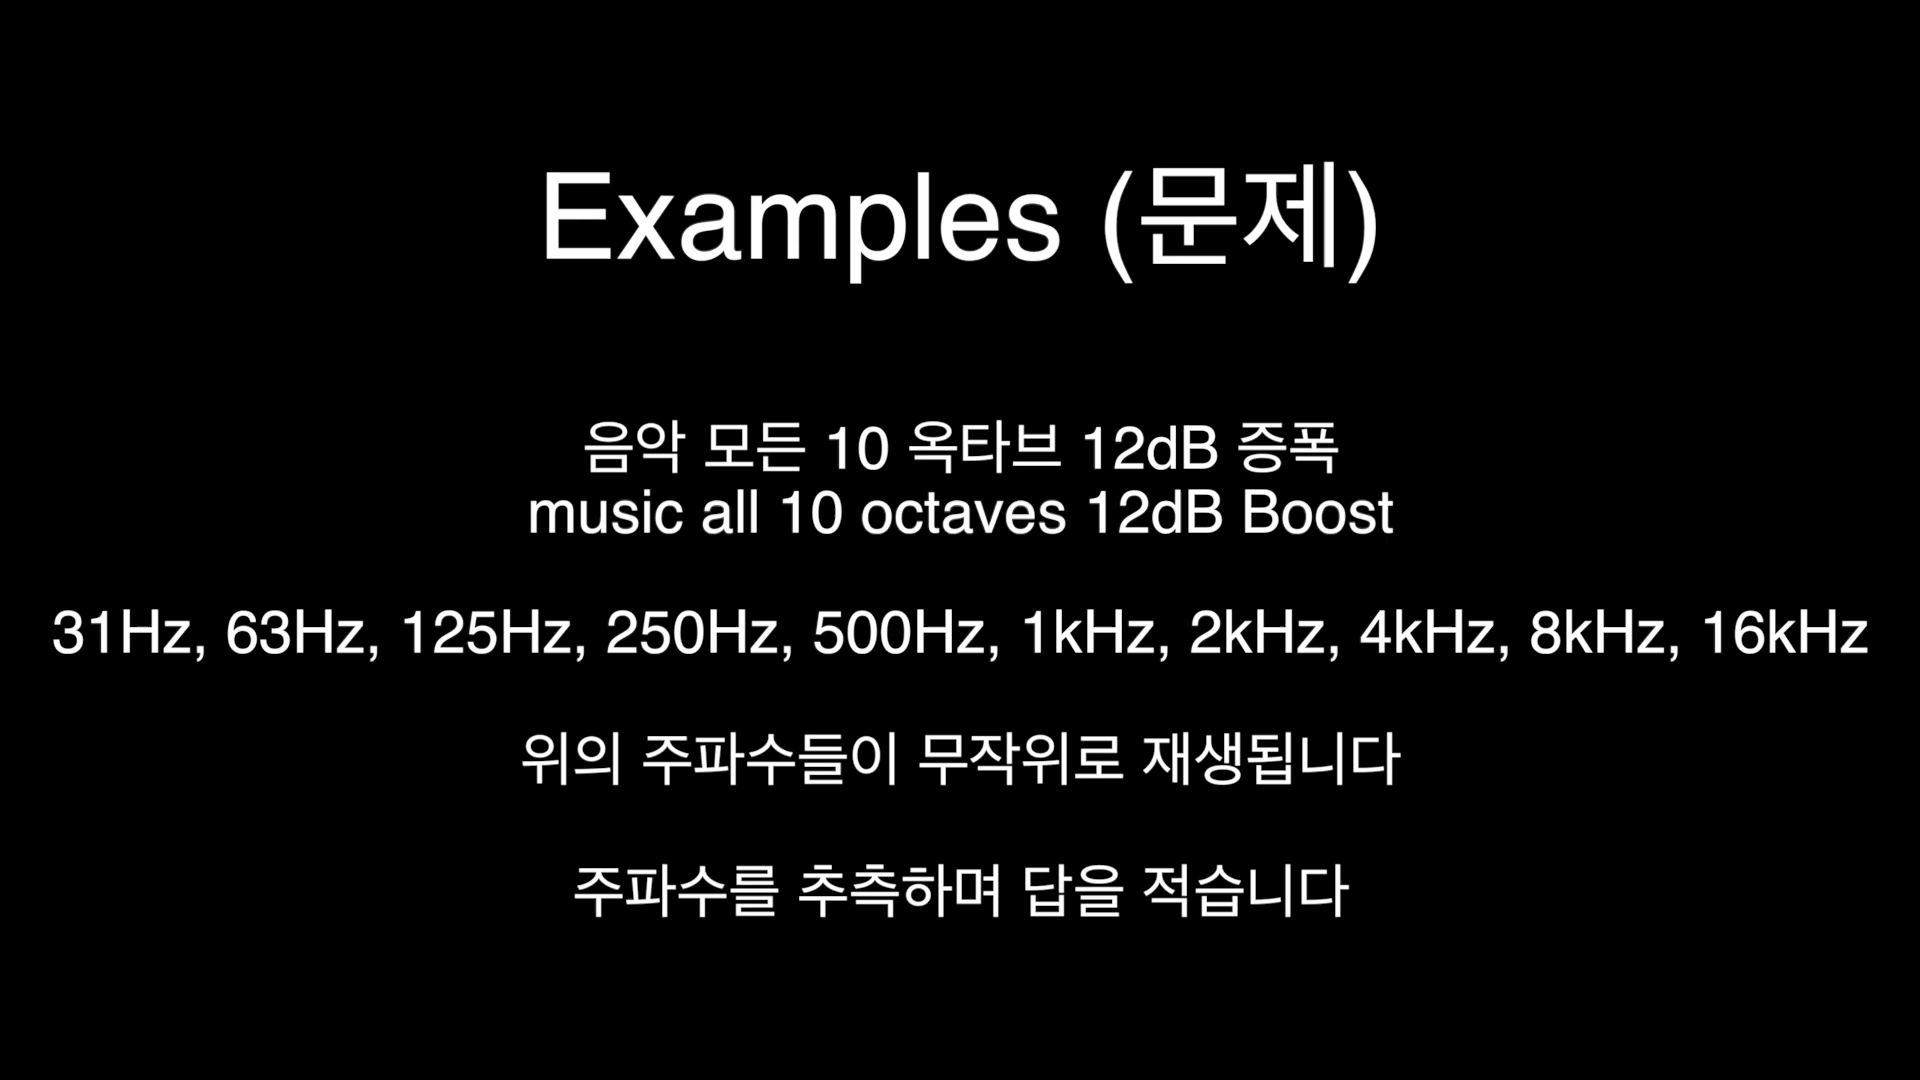 Examples (문제)
음악 모든 10 옥타브 12dB 증폭
music all 10 octaves 12dB Boost
31Hz, 63Hz, 125Hz, 250Hz, 500Hz, 1kHz, 2kHz, 4kHz, 8kHz, 16kHz
위의 주파수들이 무작위로 재생됩니다
주파수를 추측하며 답을 적습니다